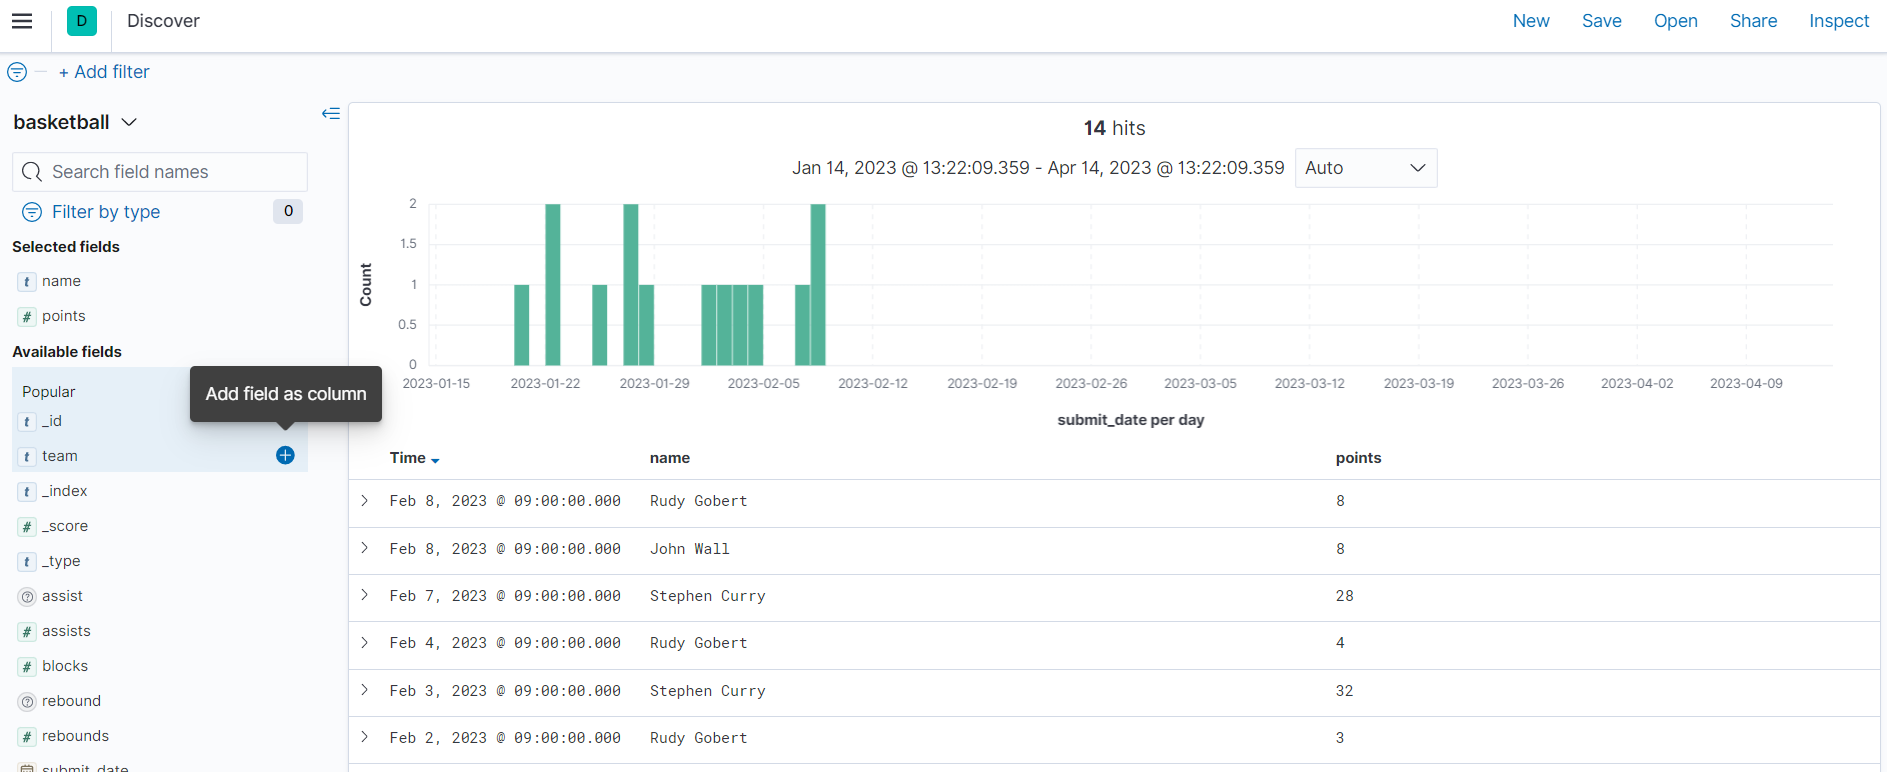 D Discover New Save Open Share Inspect
+ Add filter
basketball
Search field names
Filter by type 0
Selected fields
t name
# points
Available fields
Popular
Add field as column
t _id
t team
t _index
# _score
t _type
? assist
# assists
# blocks
? rebound
# rebounds
submit_date
14 hits
Jan 14, 2023 @ 13:22:09.359 - Apr 14, 2023 @ 13:22:09.359 Auto
2
1.5
1
0.5
0
Count
2023-01-15 2023-01-22 2023-01-29 2023-02-05 2023-02-12 2023-02-19 2023-02-26 2023-03-05 2023-03-12 2023-03-19 2023-03-26 2023-04-02 2023-04-09
submit_date per day
Time name points
Feb 8, 2023 @ 09:00:00.000 Rudy Gobert 8
Feb 8, 2023 @ 09:00:00.000 John Wall 8
Feb 7, 2023 @ 09:00:00.000 Stephen Curry 28
Feb 4, 2023 @ 09:00:00.000 Rudy Gobert 4
Feb 3, 2023 @ 09:00:00.000 Stephen Curry 32
Feb 2, 2023 @ 09:00:00.000 Rudy Gobert 3